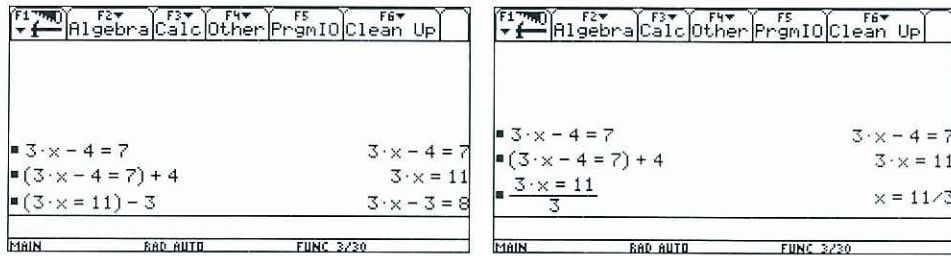 F1 F2 Algebra F3 Calc F4 Other F5 PrgmIO F6 Clean Up
3·x − 4 = 7 3·x − 4 = 7
(3·x − 4 = 7) + 4 3·x = 11
(3·x = 11) − 3 3·x − 3 = 8
MAIN RAD AUTO FUNC 3/30
F1 F2 Algebra F3 Calc F4 Other F5 PrgmIO F6 Clean Up
3·x − 4 = 7 3·x − 4 = 7
(3·x − 4 = 7) + 4 3·x = 11
3·x = 11
3
x = 11/3
MAIN RAD AUTO FUNC 3/30